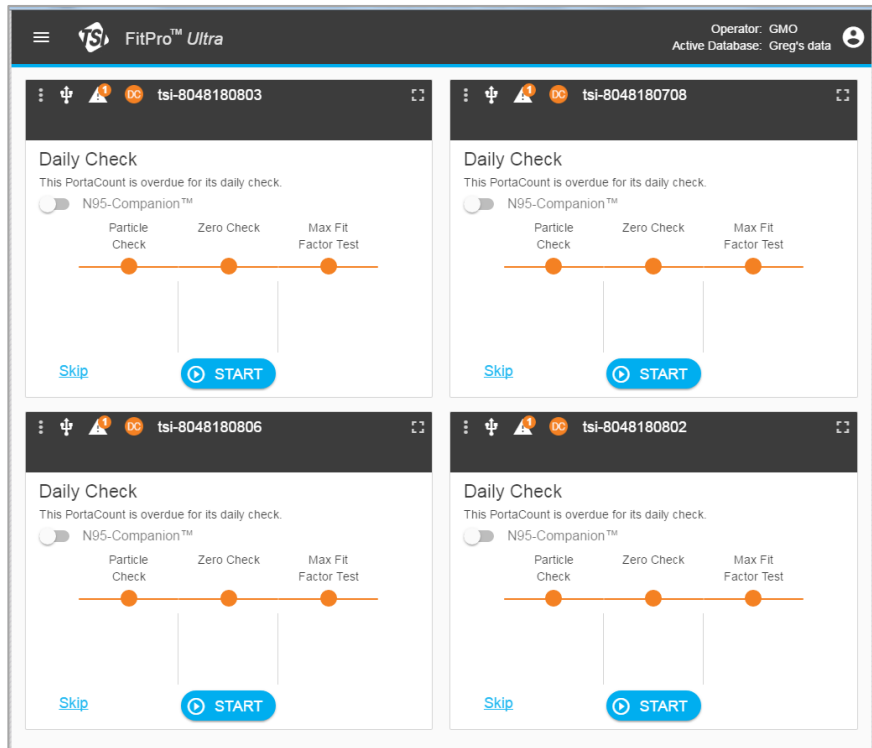 TSI FitPro™ Ultra
Operator: GMO
Active Database: Greg's data
1 DC tsi-8048180803
Daily Check
This PortaCount is overdue for its daily check.
N95-Companion™
Particle Check
Zero Check
Max Fit Factor Test
Skip
START
1 DC tsi-8048180708
Daily Check
This PortaCount is overdue for its daily check.
N95-Companion™
Particle Check
Zero Check
Max Fit Factor Test
Skip
START
1 DC tsi-8048180806
Daily Check
This PortaCount is overdue for its daily check.
N95-Companion™
Particle Check
Zero Check
Max Fit Factor Test
Skip
START
1 DC tsi-8048180802
Daily Check
This PortaCount is overdue for its daily check.
N95-Companion™
Particle Check
Zero Check
Max Fit Factor Test
Skip
START